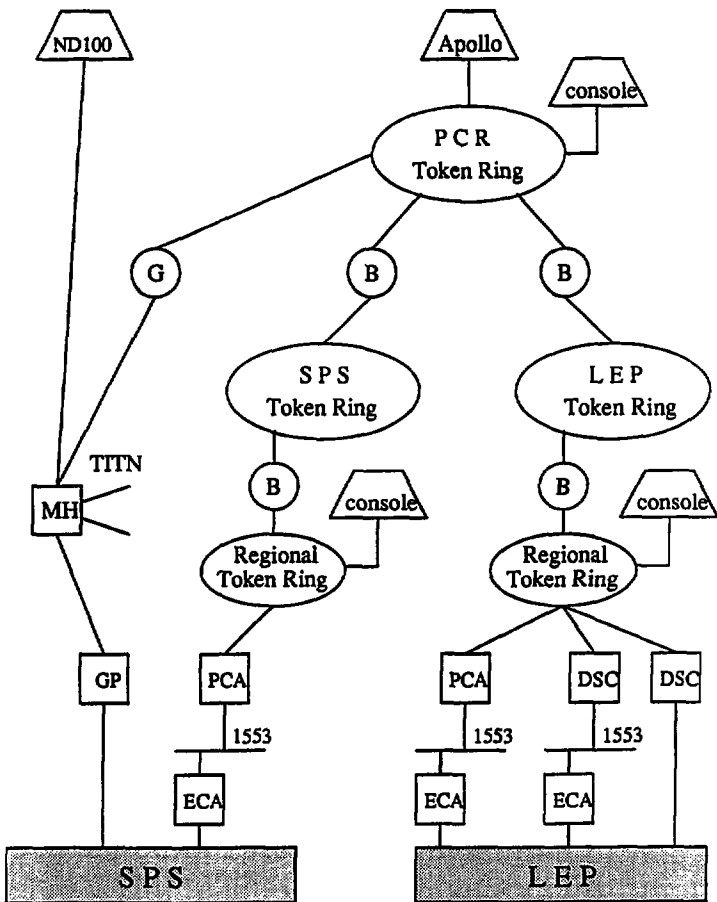 ND100
Apollo
console
P C R
Token Ring
G
B
B
S P S
Token Ring
L E P
Token Ring
TITN
MH
B
console
B
console
Regional
Token Ring
Regional
Token Ring
GP
PCA
PCA
DSC
DSC
1553
1553
1553
ECA
ECA
ECA
S P S
L E P